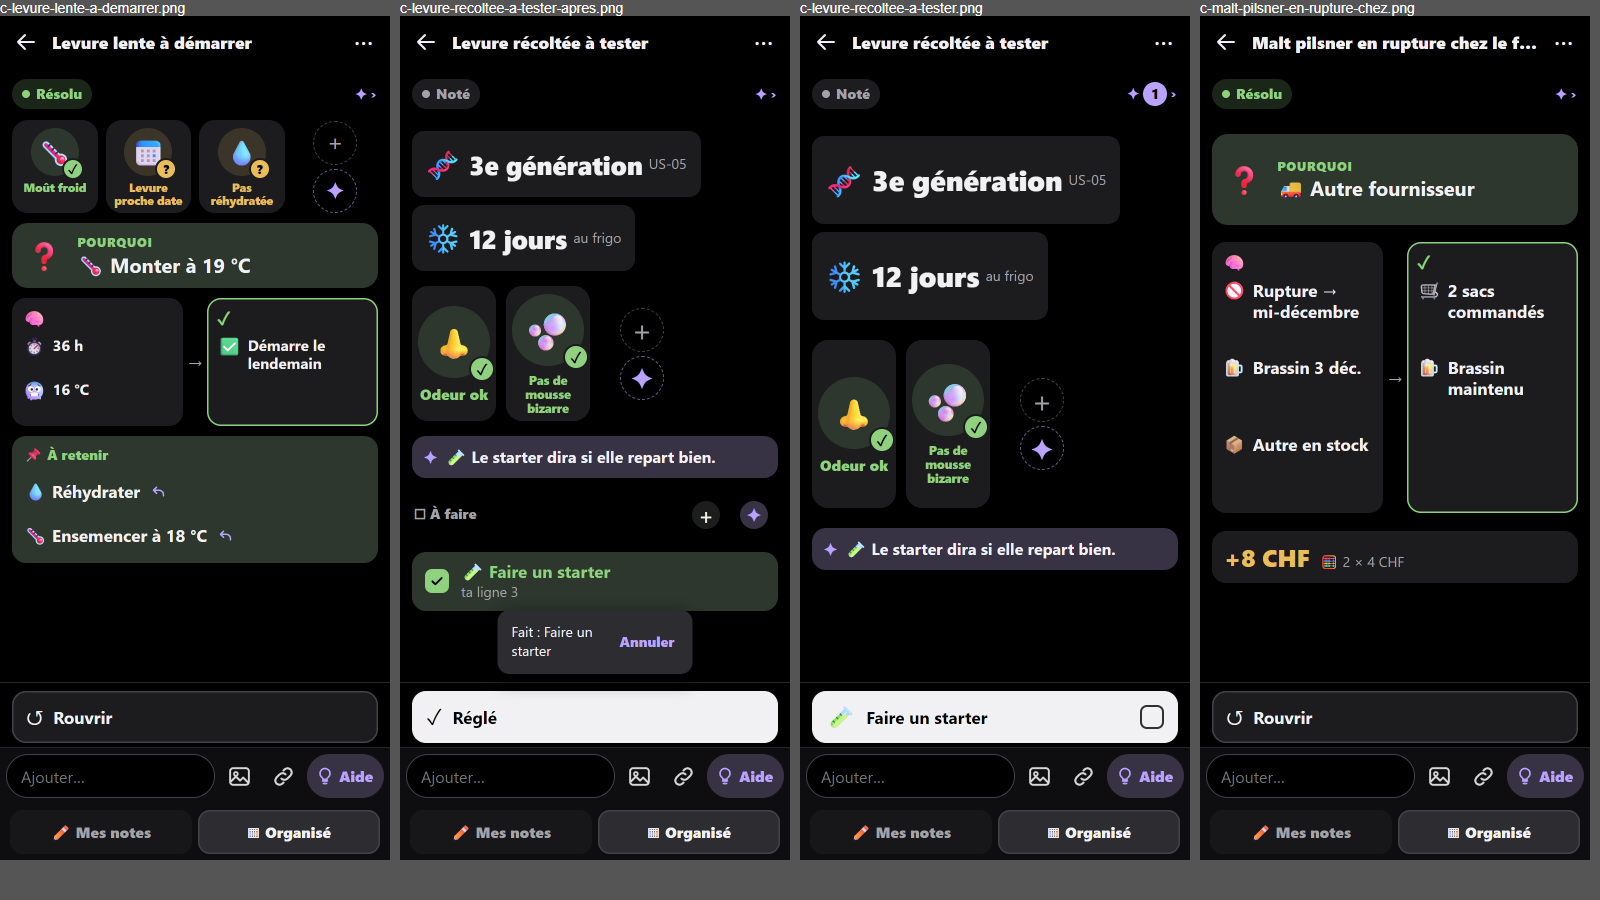 c-levure-lente-a-demarrer.png
Levure lente à démarrer
Résolu
Moût froid
Levure
proche date
Pas
réhydratée
POURQUOI
Monter à 19 °C
36 h
16 °C
Démarre le
lendemain
À retenir
Réhydrater
Ensemencer à 18 °C
Rouvrir
Ajouter...
Aide
Mes notes
Organisé
c-levure-recoltee-a-tester-apres.png
Levure récoltée à tester
Noté
3e génération US-05
12 jours au frigo
Odeur ok
Pas de
mousse
bizarre
Le starter dira si elle repart bien.
À faire
Faire un starter
ta ligne 3
Fait : Faire un
starter
Annuler
Réglé
Ajouter...
Aide
Mes notes
Organisé
c-levure-recoltee-a-tester.png
Levure récoltée à tester
Noté
1
3e génération US-05
12 jours au frigo
Odeur ok
Pas de
mousse
bizarre
Le starter dira si elle repart bien.
Faire un starter
Ajouter...
Aide
Mes notes
Organisé
c-malt-pilsner-en-rupture-chez.png
Malt pilsner en rupture chez le f...
Résolu
POURQUOI
Autre fournisseur
Rupture →
mi-décembre
Brassin 3 déc.
Autre en stock
2 sacs
commandés
Brassin
maintenu
+8 CHF 2 × 4 CHF
Rouvrir
Ajouter...
Aide
Mes notes
Organisé